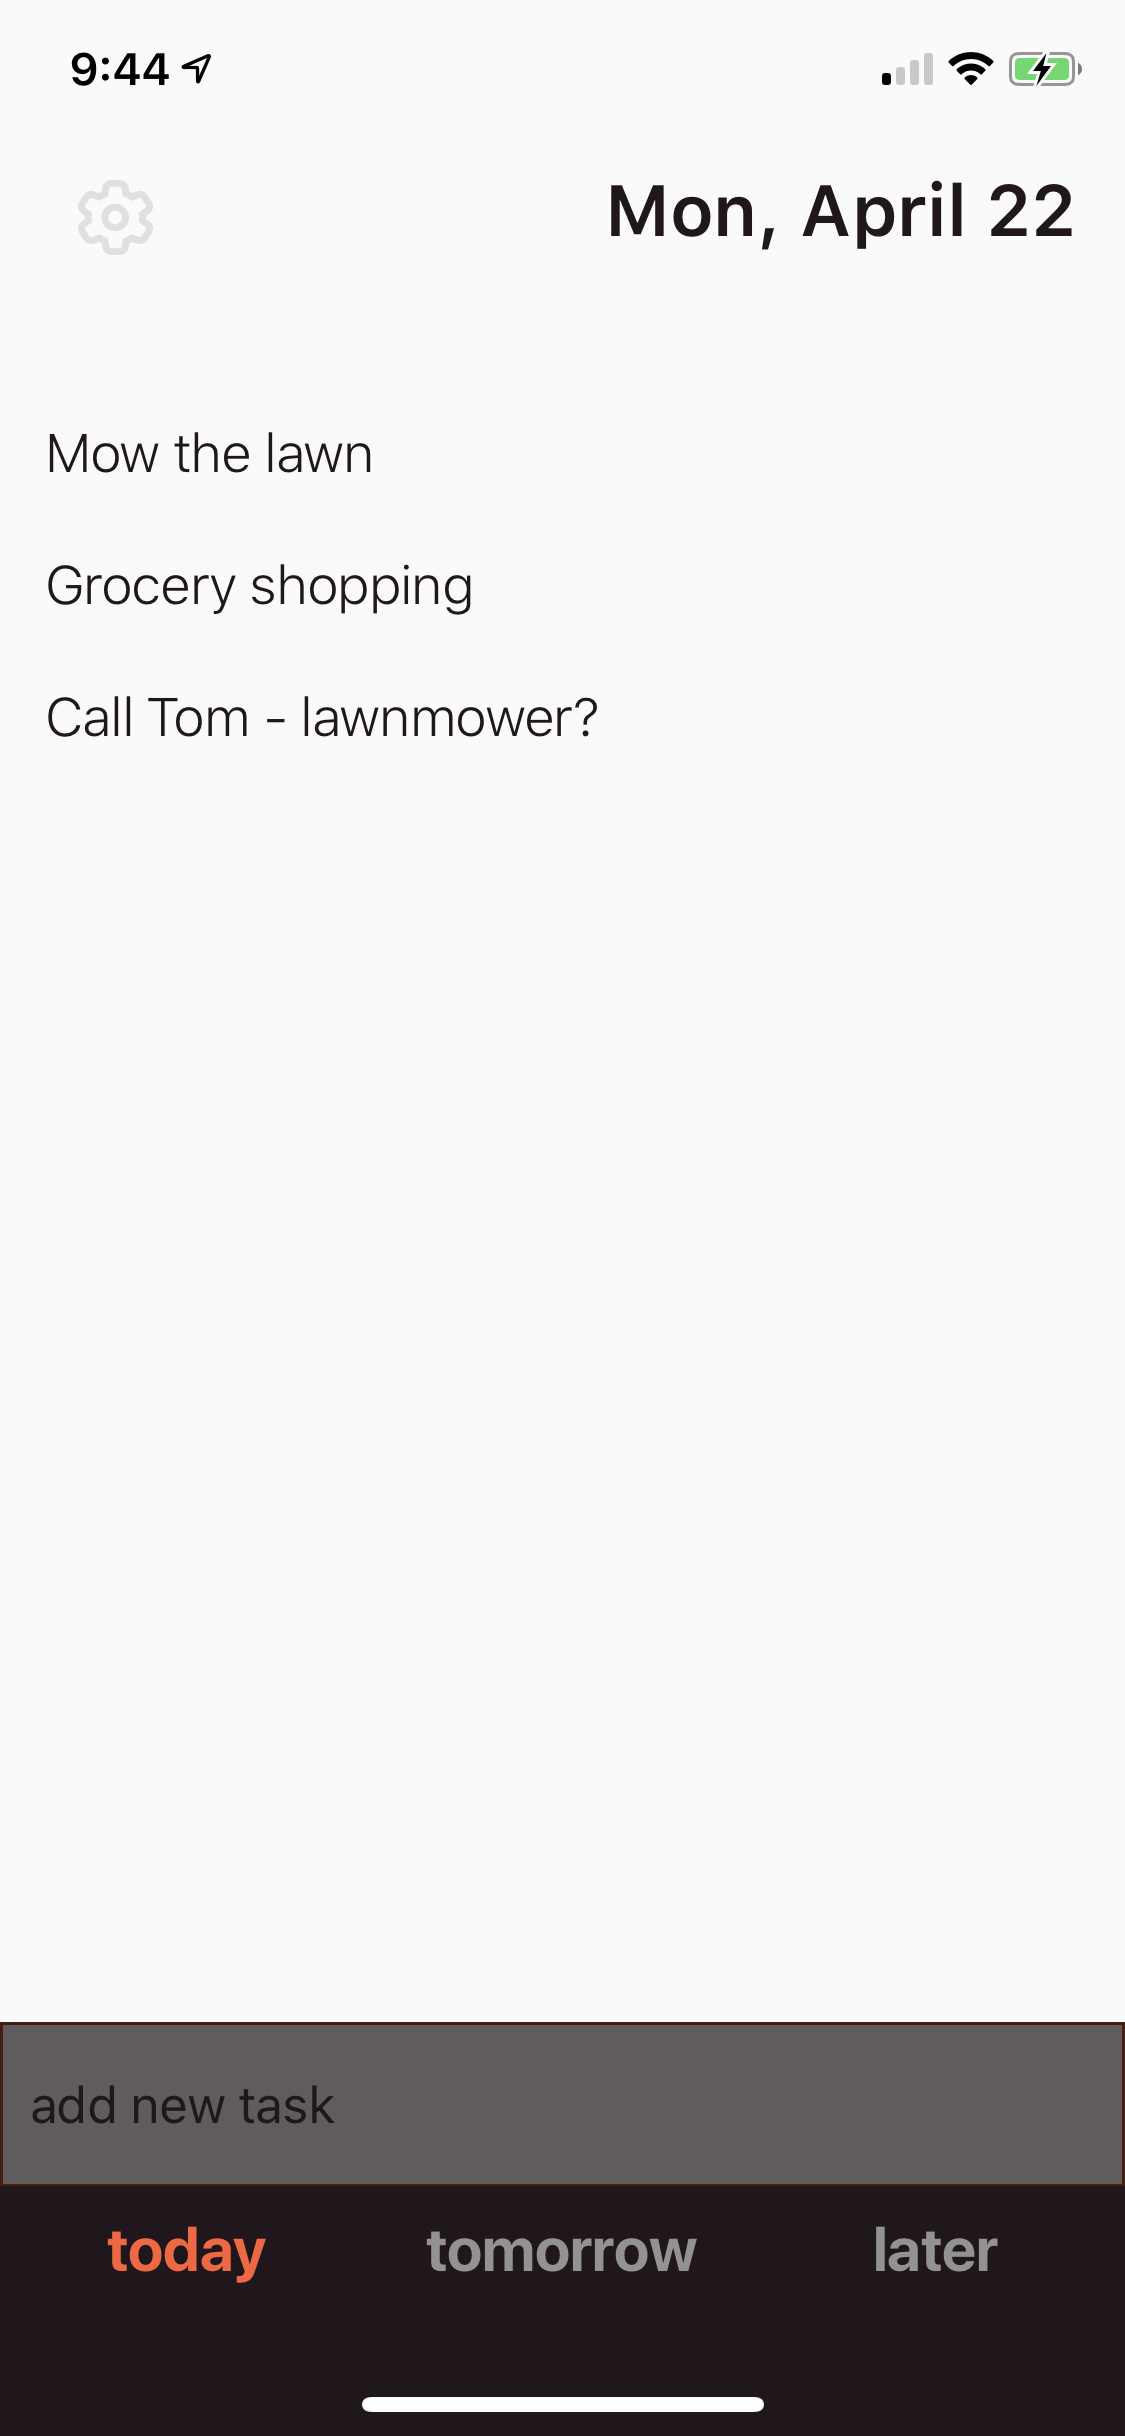 9:44
Mon, April 22
Mow the lawn
Grocery shopping
Call Tom - lawnmower?
add new task
today tomorrow later